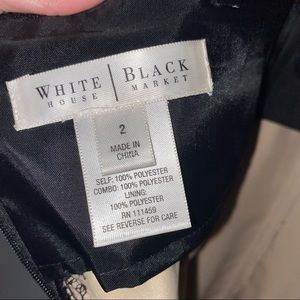 WHITE | BLACK
HOUSE MARKET
2
MADE IN
CHINA
SELF: 100% POLYESTER
COMBO: 100% POLYESTER
LINING:
100% POLYESTER
RN 111459
SEE REVERSE FOR CARE